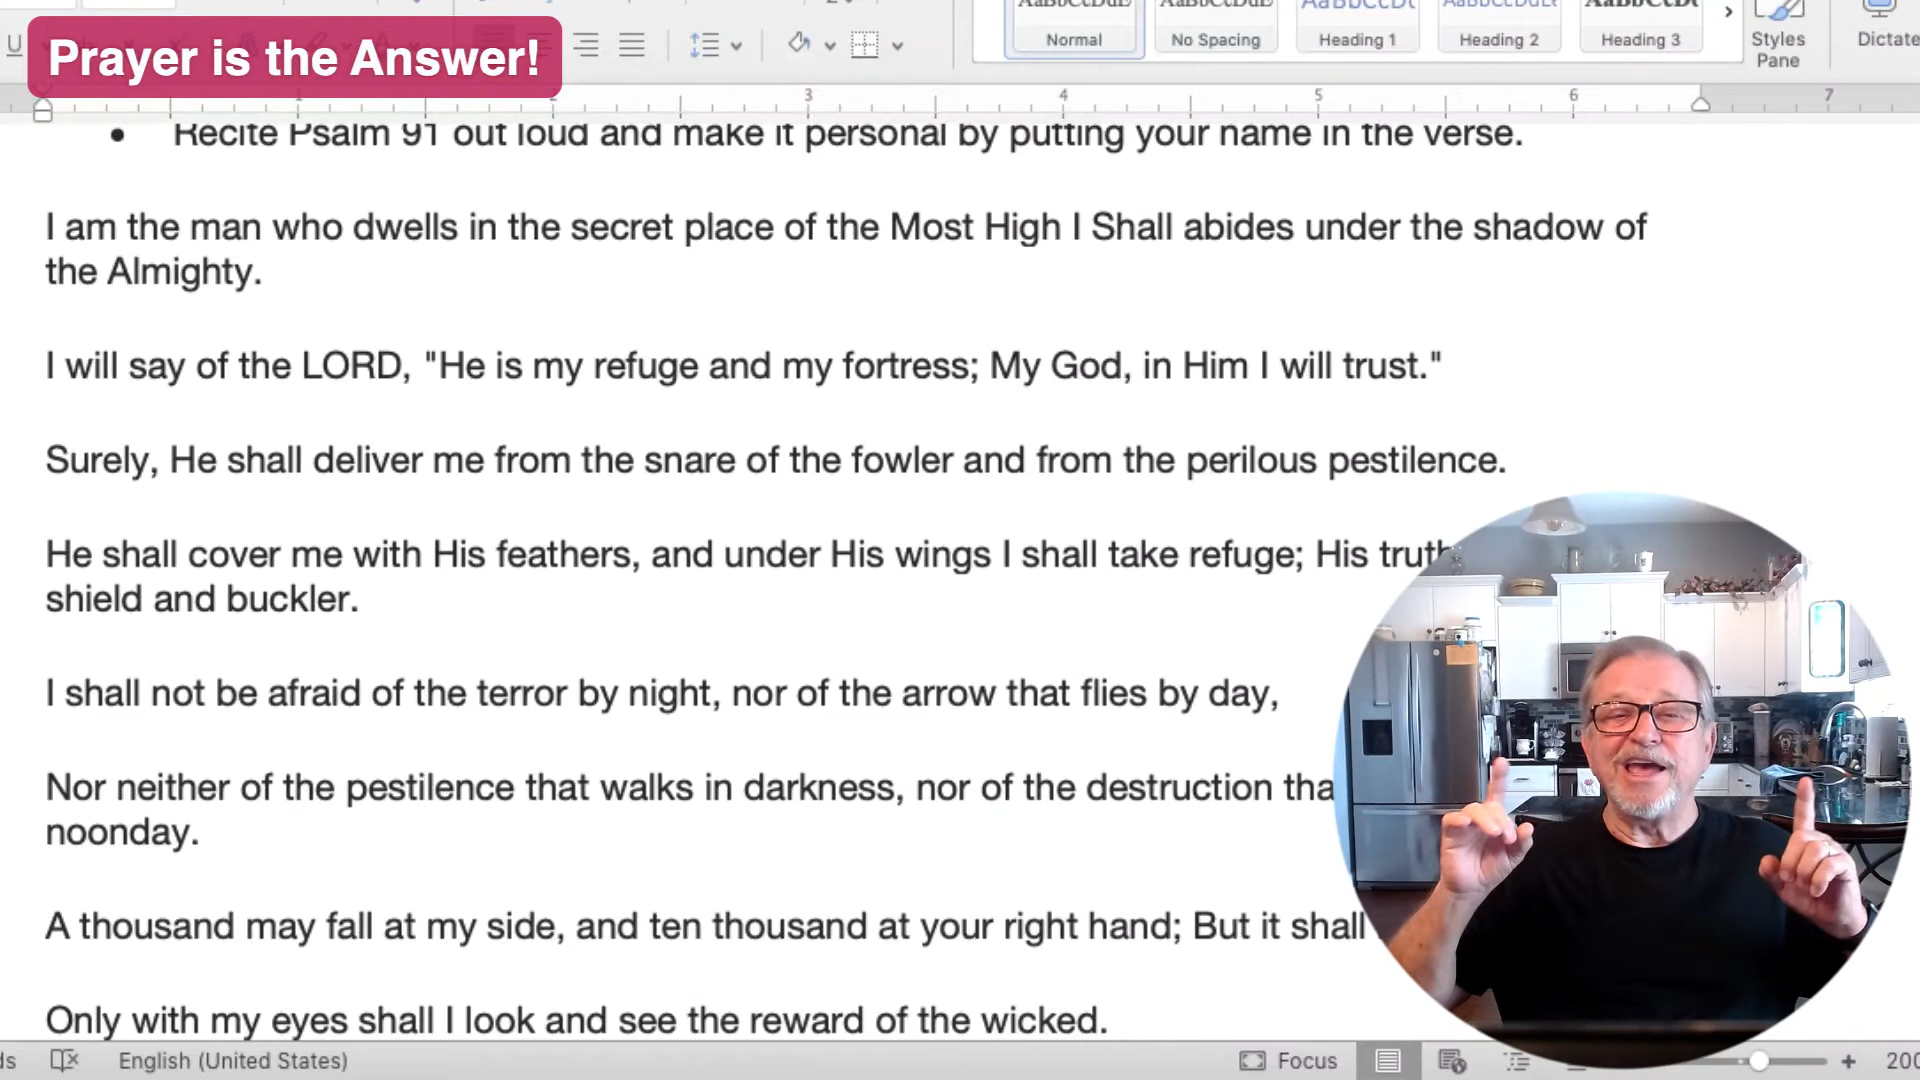 Prayer is the Answer!
Normal
No Spacing
Heading 1
Heading 2
Heading 3
Styles
Pane
Dictate
2 3 4 5 6 7
Recite Psalm 91 out loud and make it personal by putting your name in the verse.
I am the man who dwells in the secret place of the Most High I Shall abides under the shadow of
the Almighty.
I will say of the LORD, "He is my refuge and my fortress; My God, in Him I will trust."
Surely, He shall deliver me from the snare of the fowler and from the perilous pestilence.
He shall cover me with His feathers, and under His wings I shall take refuge; His truth
shield and buckler.
I shall not be afraid of the terror by night, nor of the arrow that flies by day,
Nor neither of the pestilence that walks in darkness, nor of the destruction tha
noonday.
A thousand may fall at my side, and ten thousand at your right hand; But it shall
Only with my eyes shall I look and see the reward of the wicked.
English (United States)
Focus
200